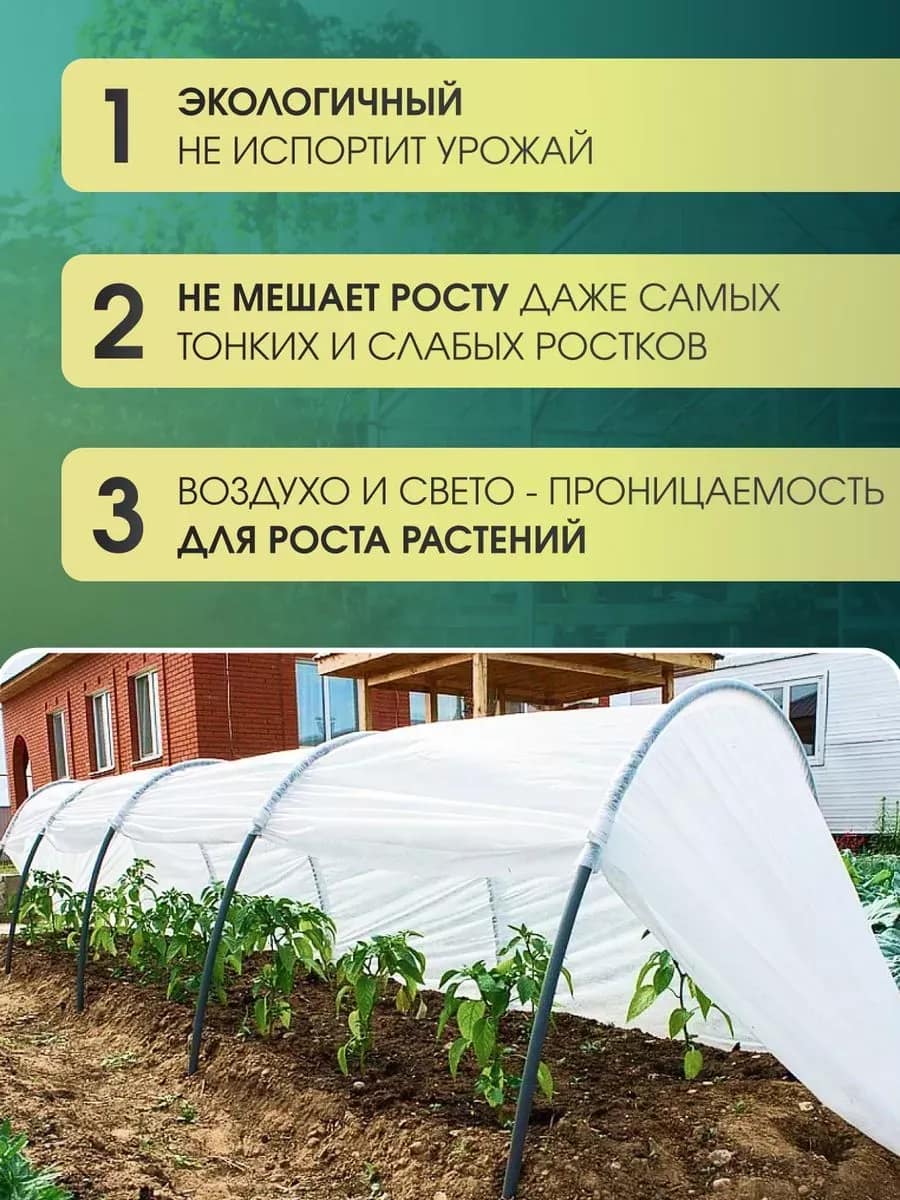 1
ЭКОЛОГИЧНЫЙ
НЕ ИСПОРТИТ УРОЖАЙ
2
НЕ МЕШАЕТ РОСТУ ДАЖЕ САМЫХ
ТОНКИХ И СЛАБЫХ РОСТКОВ
3
ВОЗДУХО И СВЕТО - ПРОНИЦАЕМОСТЬ
ДЛЯ РОСТА РАСТЕНИЙ